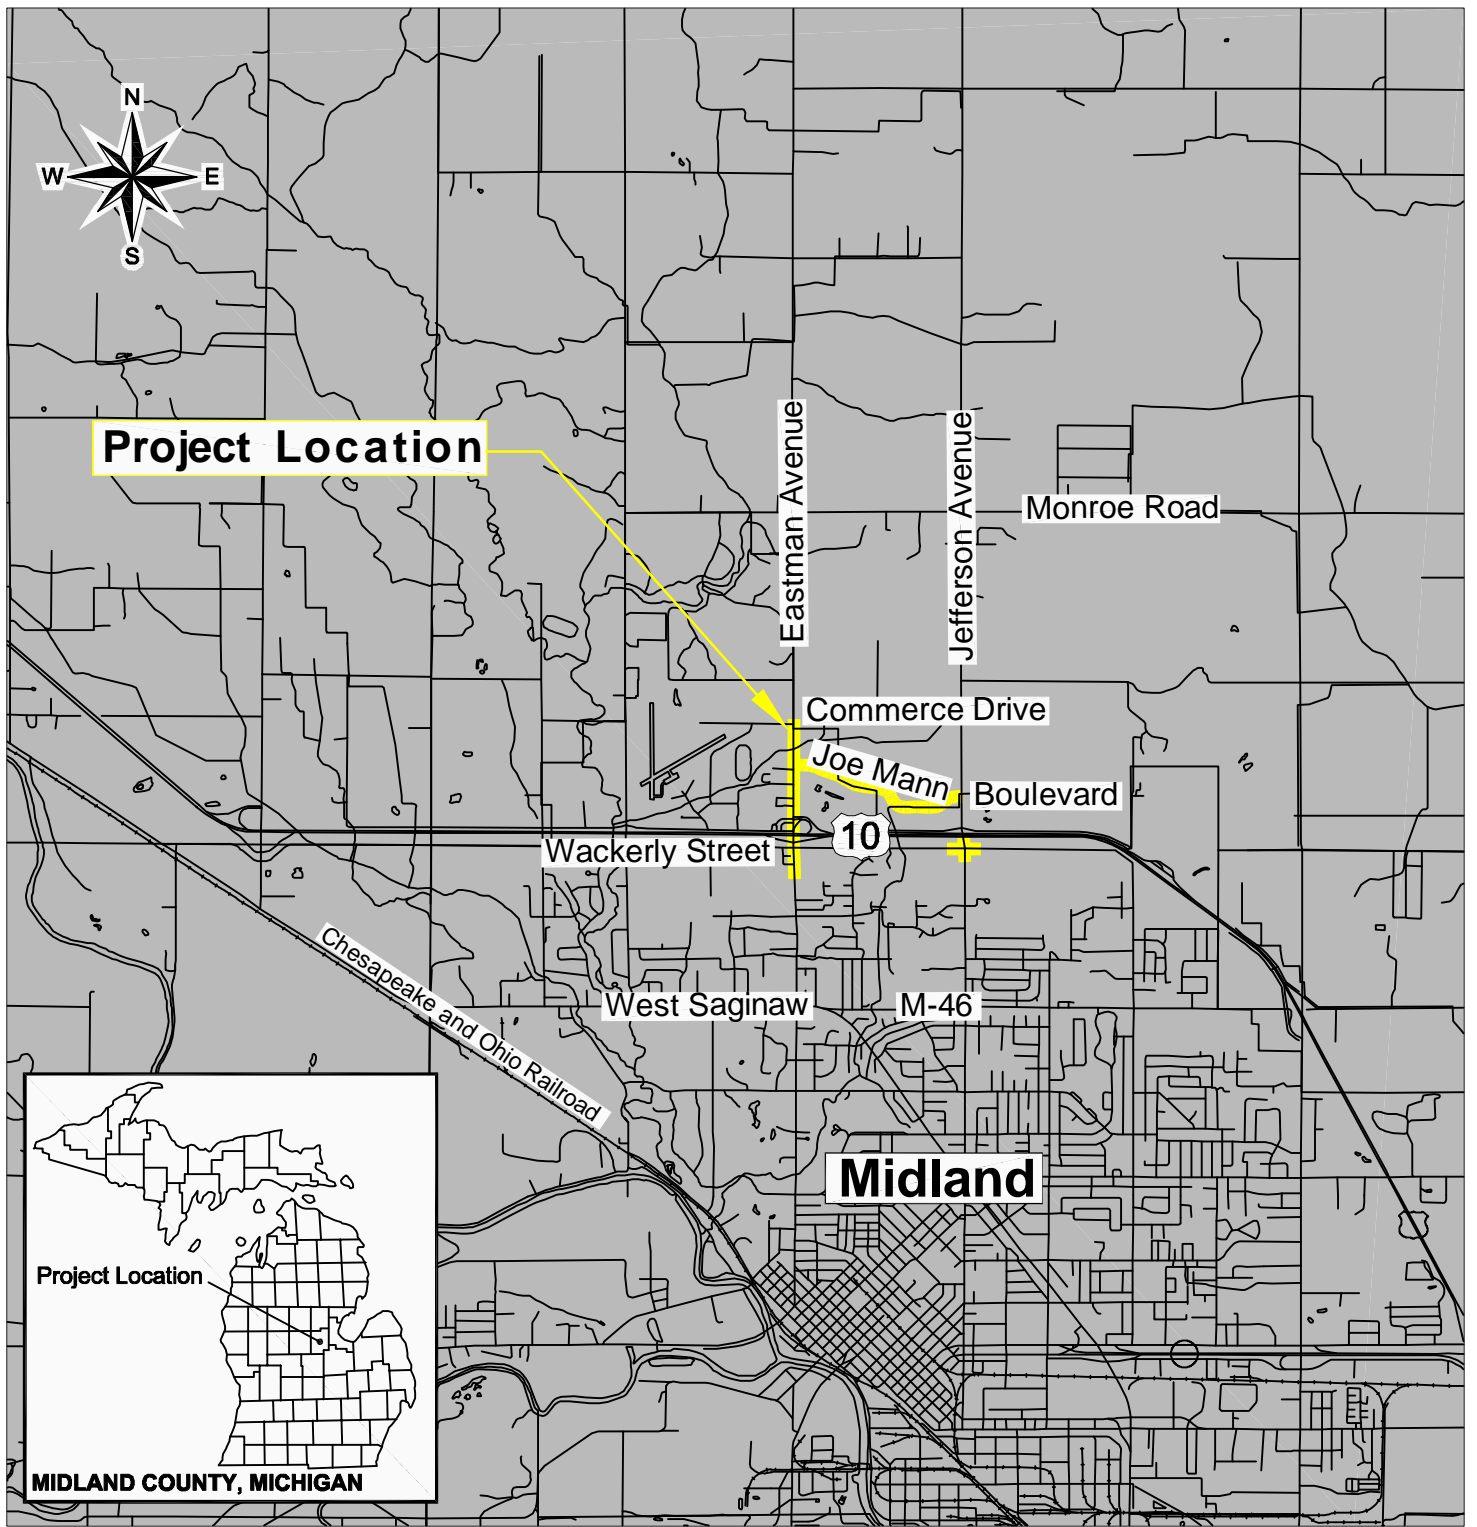 N
W E
S
Project Location
Eastman Avenue
Jefferson Avenue
Monroe Road
Commerce Drive
Joe Mann
Boulevard
10
Wackerly Street
Chesapeake and Ohio Railroad
West Saginaw
M-46
Midland
Project Location
MIDLAND COUNTY, MICHIGAN